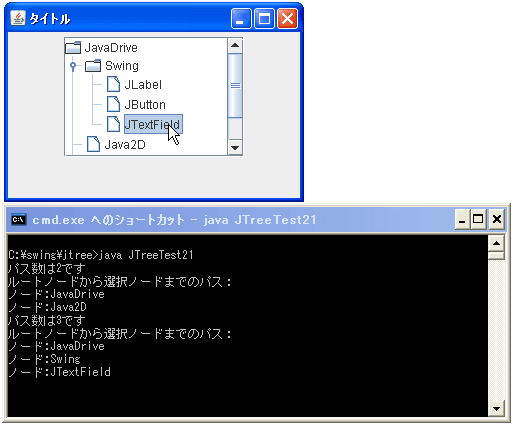 タイトル
JavaDrive
Swing
JLabel
JButton
JTextField
Java2D
cmd.exe へのショートカット - java JTreeTest21
C:¥swing¥jtree>java JTreeTest21
パス数は2です
ルートノードから選択ノードまでのパス：
ノード:JavaDrive
ノード:Java2D
パス数は3です
ルートノードから選択ノードまでのパス：
ノード:JavaDrive
ノード:Swing
ノード:JTextField